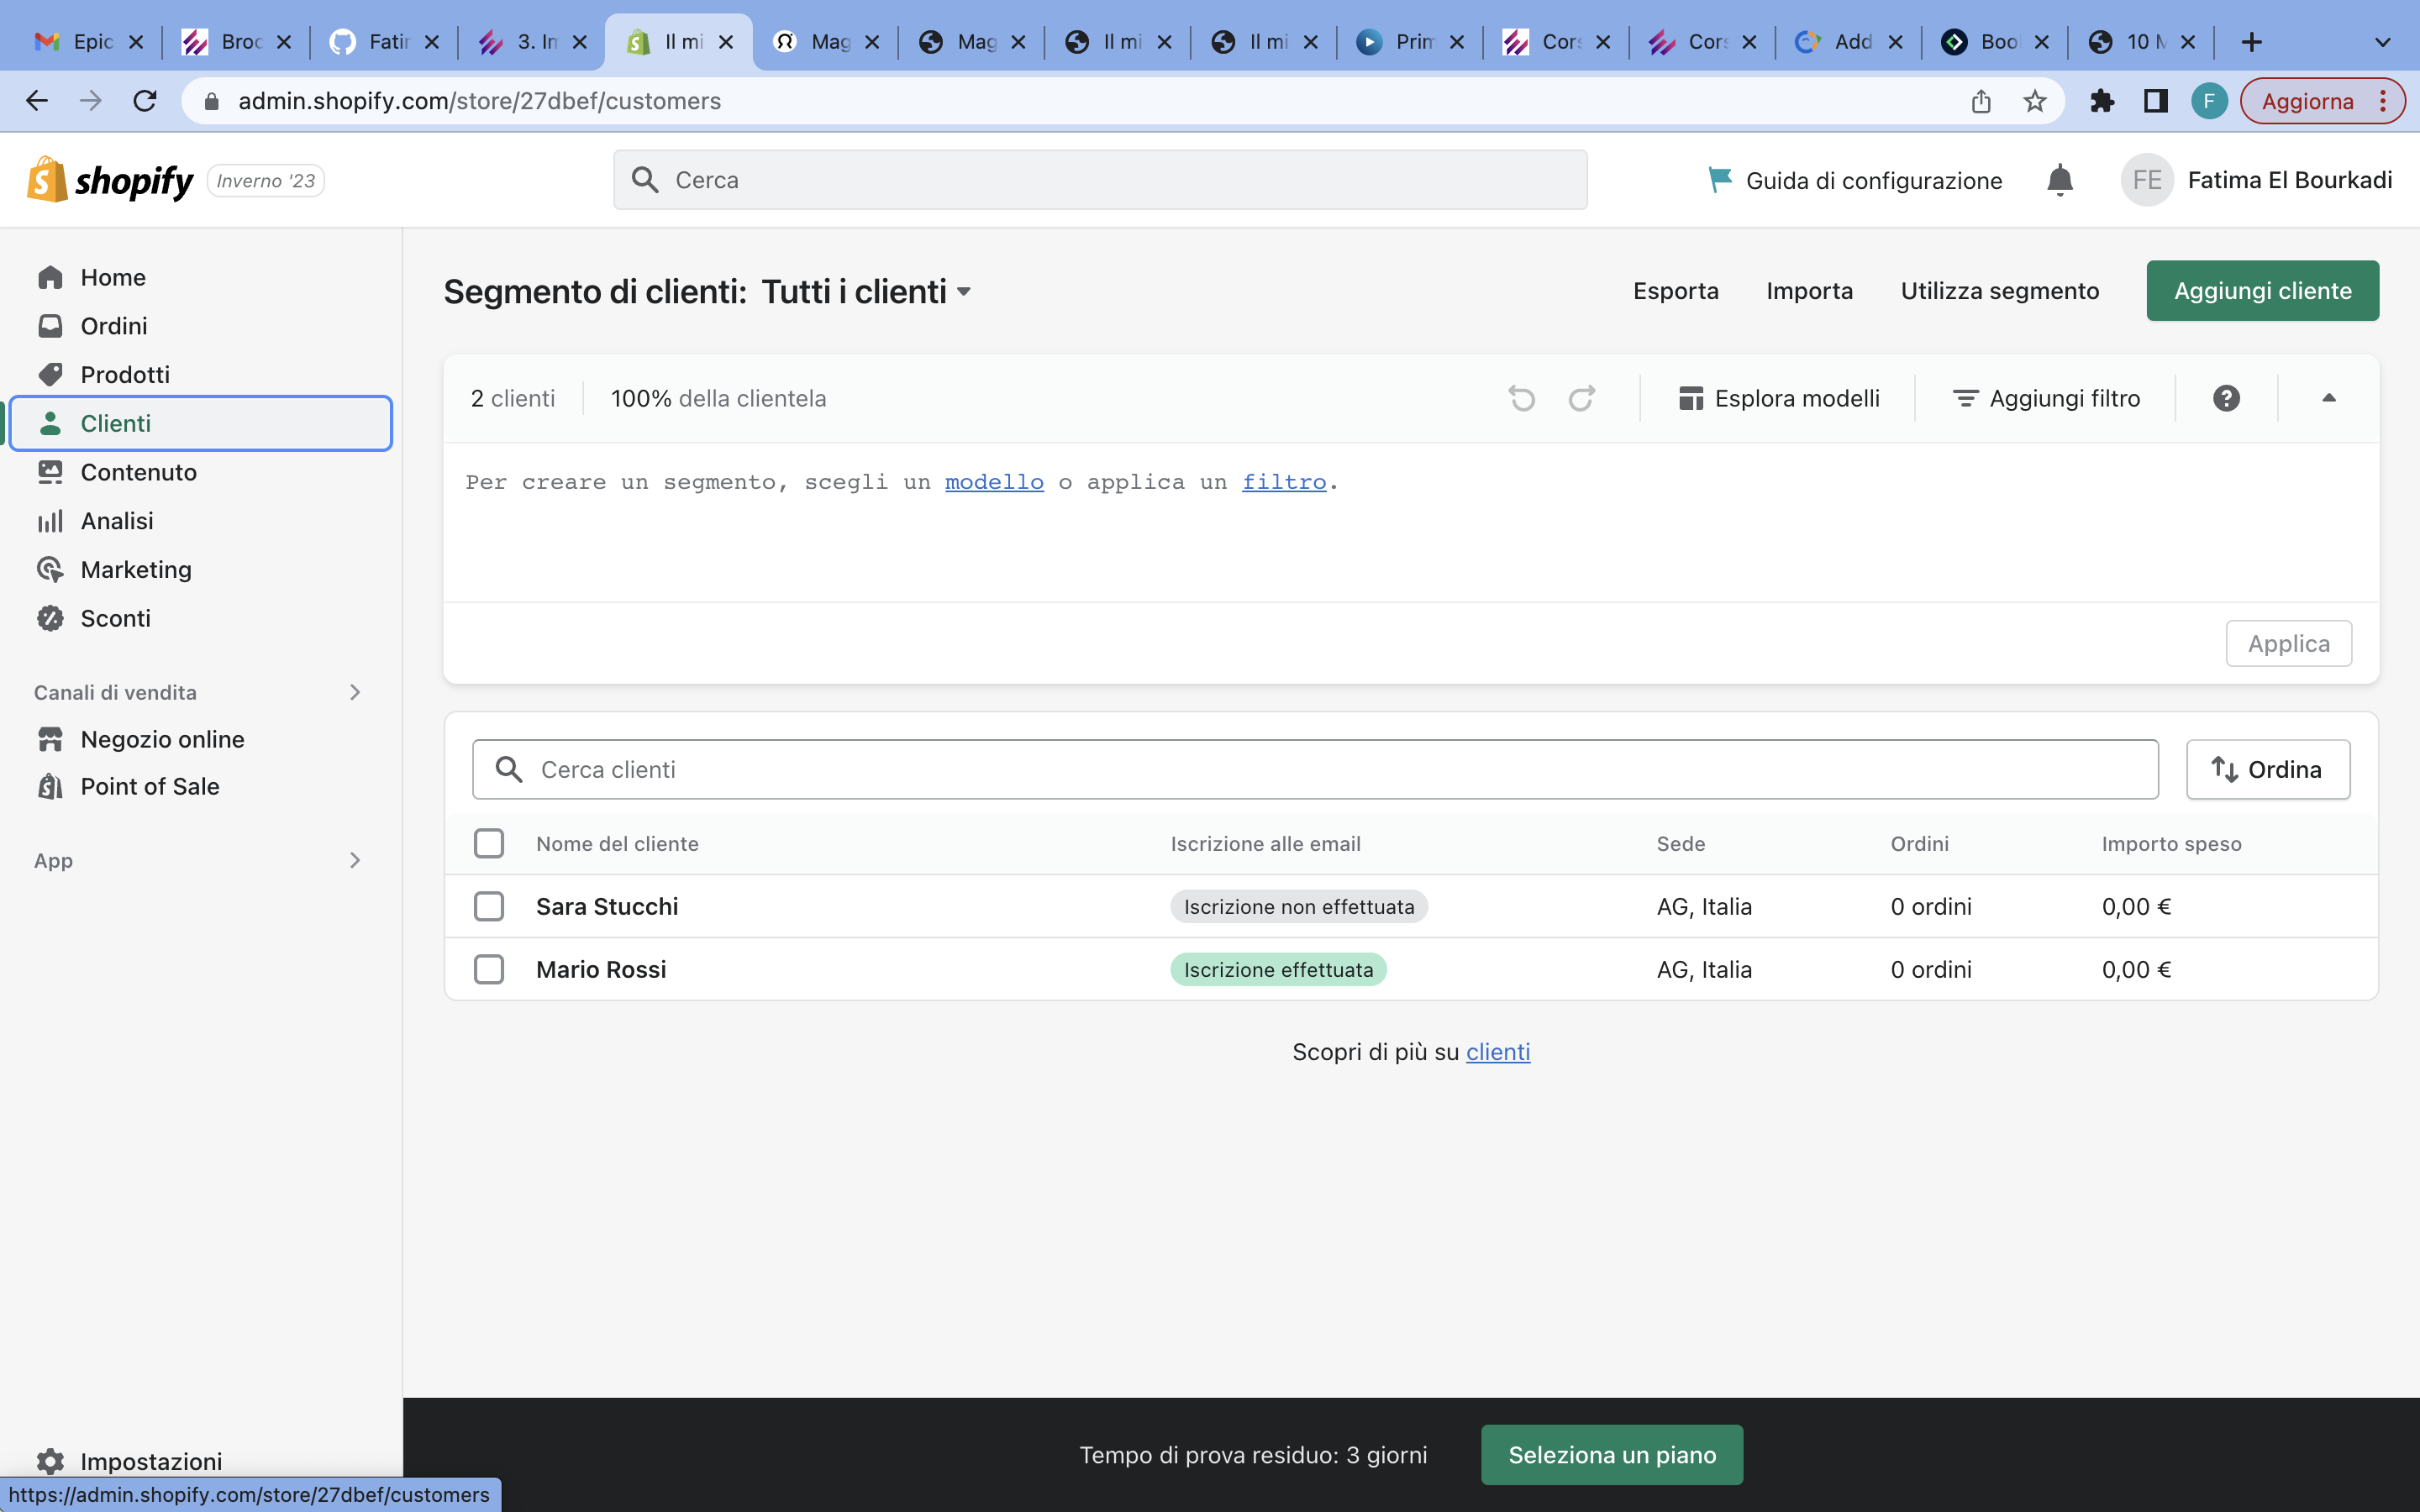 Epic
Broc
Fatir
3. In
Il mi
Mag
Mag
Il mi
Il mi
Prim
Cors
Cors
Add
Boo
10 M
admin.shopify.com/store/27dbef/customers
F
Aggiorna
shopify
Inverno '23
Cerca
Guida di configurazione
FE
Fatima El Bourkadi
Home
Ordini
Prodotti
Clienti
Contenuto
Analisi
Marketing
Sconti
Canali di vendita
Negozio online
Point of Sale
App
Impostazioni
https://admin.shopify.com/store/27dbef/customers
Segmento di clienti: Tutti i clienti
Esporta
Importa
Utilizza segmento
Aggiungi cliente
2 clienti
100% della clientela
Esplora modelli
Aggiungi filtro
Per creare un segmento, scegli un modello o applica un filtro.
Applica
Cerca clienti
Ordina
Nome del cliente Iscrizione alle email Sede Ordini Importo speso
Sara Stucchi Iscrizione non effettuata AG, Italia 0 ordini 0,00 €
Mario Rossi Iscrizione effettuata AG, Italia 0 ordini 0,00 €
Scopri di più su clienti
Tempo di prova residuo: 3 giorni
Seleziona un piano